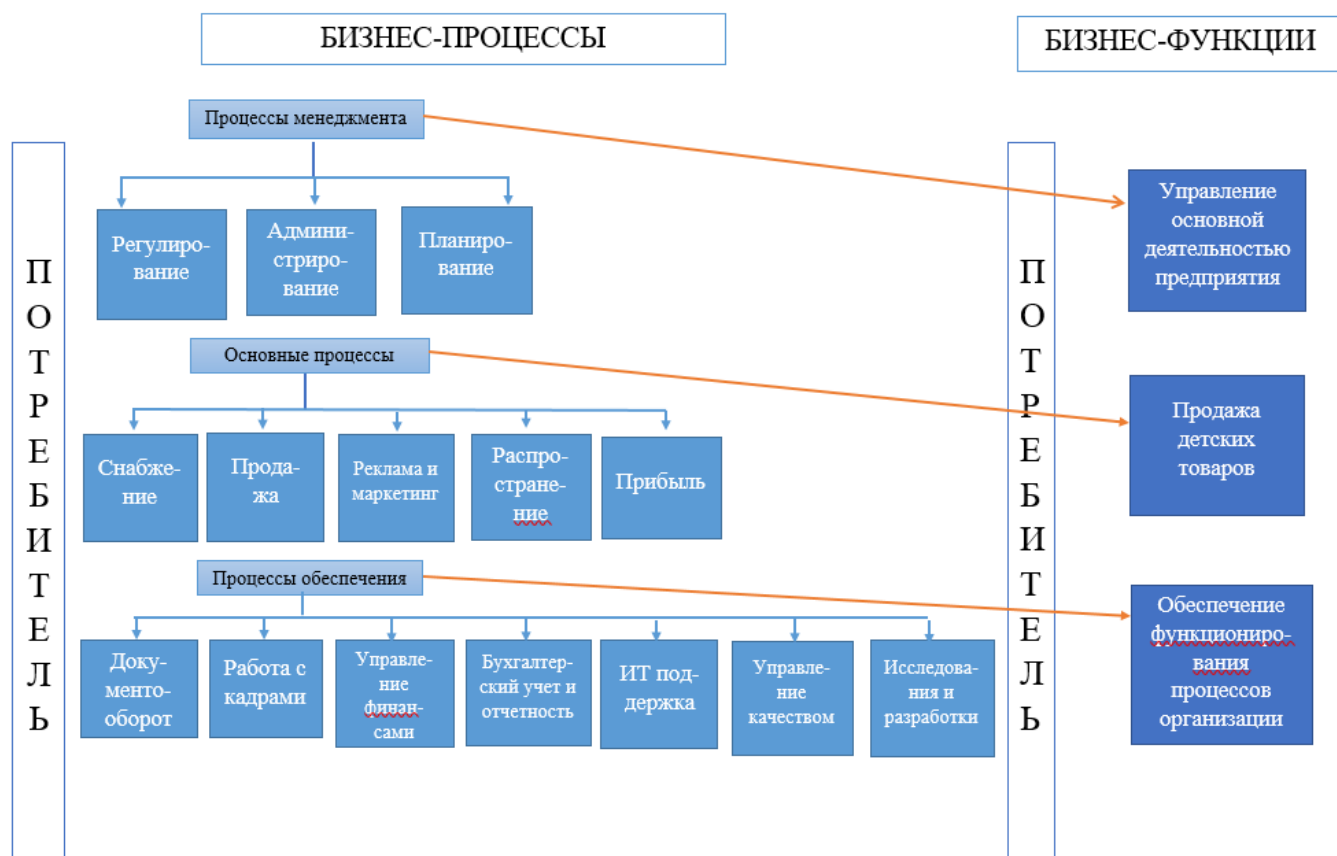 БИЗНЕС-ПРОЦЕССЫ
БИЗНЕС-ФУНКЦИИ
П
О
Т
Р
Е
Б
И
Т
Е
Л
Ь
Процессы менеджмента
Регулиро-
вание
Админи-
стриро-
вание
Планиро-
вание
Основные процессы
Снабже-
ние
Прода-
жа
Реклама и
маркетинг
Распро-
стране-
ние
Прибыль
Процессы обеспечения
Доку-
менто-
оборот
Работа с
кадрами
Управле-
ние
финан-
сами
Бухгалтер-
ский учет и
отчетность
ИТ под-
держка
Управле-
ние
качеством
Исследова-
ния и
разработки
П
О
Т
Р
Е
Б
И
Т
Е
Л
Ь
Управление
основной
деятельностью
предприятия
Продажа
детских
товаров
Обеспечение
функциониро-
вания
процессов
организации